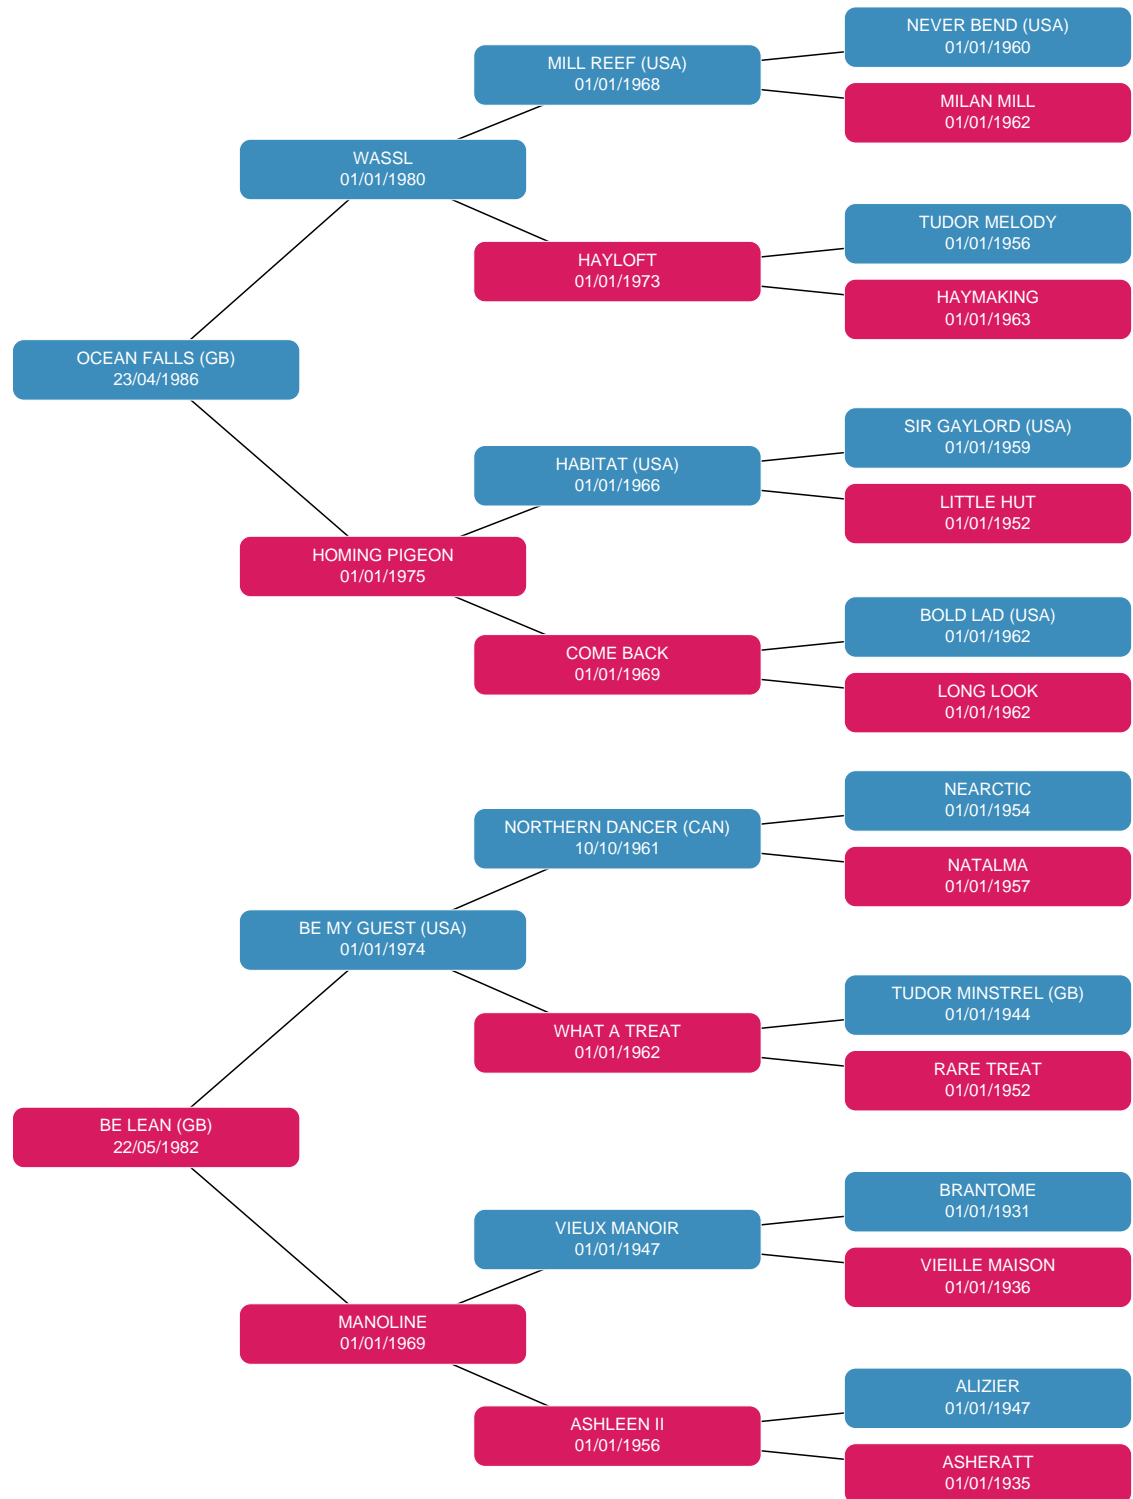 NEVER BEND (USA)
01/01/1960
MILL REEF (USA)
01/01/1968
MILAN MILL
01/01/1962
WASSL
01/01/1980
TUDOR MELODY
01/01/1956
HAYLOFT
01/01/1973
HAYMAKING
01/01/1963
OCEAN FALLS (GB)
23/04/1986
SIR GAYLORD (USA)
01/01/1959
HABITAT (USA)
01/01/1966
LITTLE HUT
01/01/1952
HOMING PIGEON
01/01/1975
BOLD LAD (USA)
01/01/1962
COME BACK
01/01/1969
LONG LOOK
01/01/1962
NEARCTIC
01/01/1954
NORTHERN DANCER (CAN)
10/10/1961
NATALMA
01/01/1957
BE MY GUEST (USA)
01/01/1974
TUDOR MINSTREL (GB)
01/01/1944
WHAT A TREAT
01/01/1962
RARE TREAT
01/01/1952
BE LEAN (GB)
22/05/1982
BRANTOME
01/01/1931
VIEUX MANOIR
01/01/1947
VIEILLE MAISON
01/01/1936
MANOLINE
01/01/1969
ALIZIER
01/01/1947
ASHLEEN II
01/01/1956
ASHERATT
01/01/1935